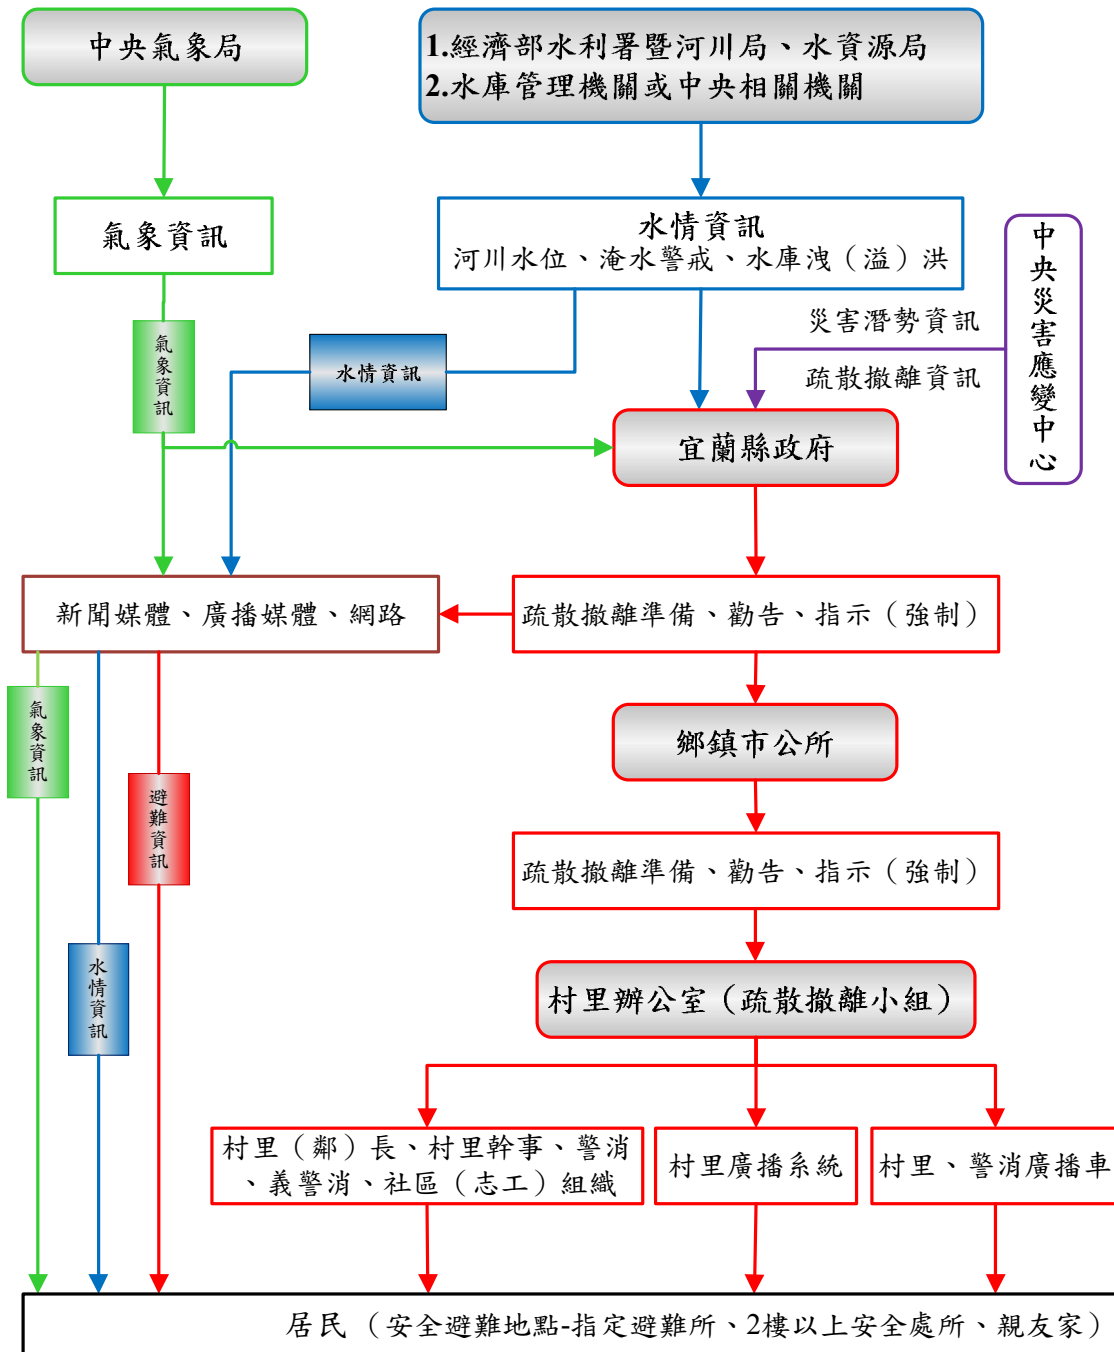 中央氣象局
1.經濟部水利署暨河川局、水資源局
2.水庫管理機關或中央相關機關
氣象資訊
水情資訊
河川水位、淹水警戒、水庫洩（溢）洪
中央災害應變中心
災害潛勢資訊
疏散撤離資訊
氣象資訊
水情資訊
宜蘭縣政府
新聞媒體、廣播媒體、網路
疏散撤離準備、勸告、指示（強制）
氣象資訊
鄉鎮市公所
避難資訊
疏散撤離準備、勸告、指示（強制）
水情資訊
村里辦公室（疏散撤離小組）
村里（鄰）長、村里幹事、警消
、義警消、社區（志工）組織
村里廣播系統
村里、警消廣播車
居民（安全避難地點-指定避難所、2樓以上安全處所、親友家）